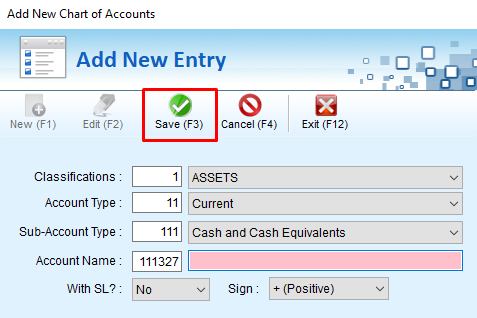 Add New Chart of Accounts
Add New Entry
New (F1) Edit (F2) Save (F3) Cancel (F4) Exit (F12)
Classifications : 1 ASSETS
Account Type : 11 Current
Sub-Account Type : 111 Cash and Cash Equivalents
Account Name : 111327
With SL? : No Sign : + (Positive)